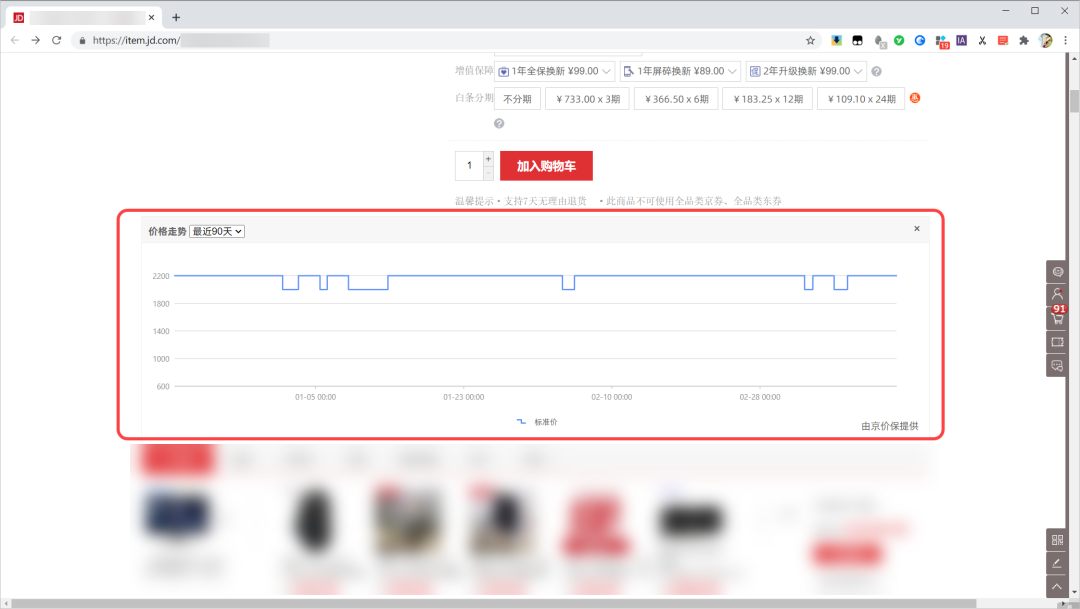 JD
https://item.jd.com/
19
IA
增值保障 1年全保换新 ¥99.00 1年屏碎换新 ¥89.00 2年升级换新 ¥99.00 ?
白条分期 不分期 ¥733.00 x 3期 ¥366.50 x 6期 ¥183.25 x 12期 ¥109.10 x 24期 惠
?
1 + - 加入购物车
温馨提示 • 支持7天无理由退货 • 此商品不可使用全品类京券、全品类东券
价格走势 最近90天
2200
1800
1400
1000
600
01-05 00:00 01-23 00:00 02-10 00:00 02-28 00:00
标准价
由京价保提供
91